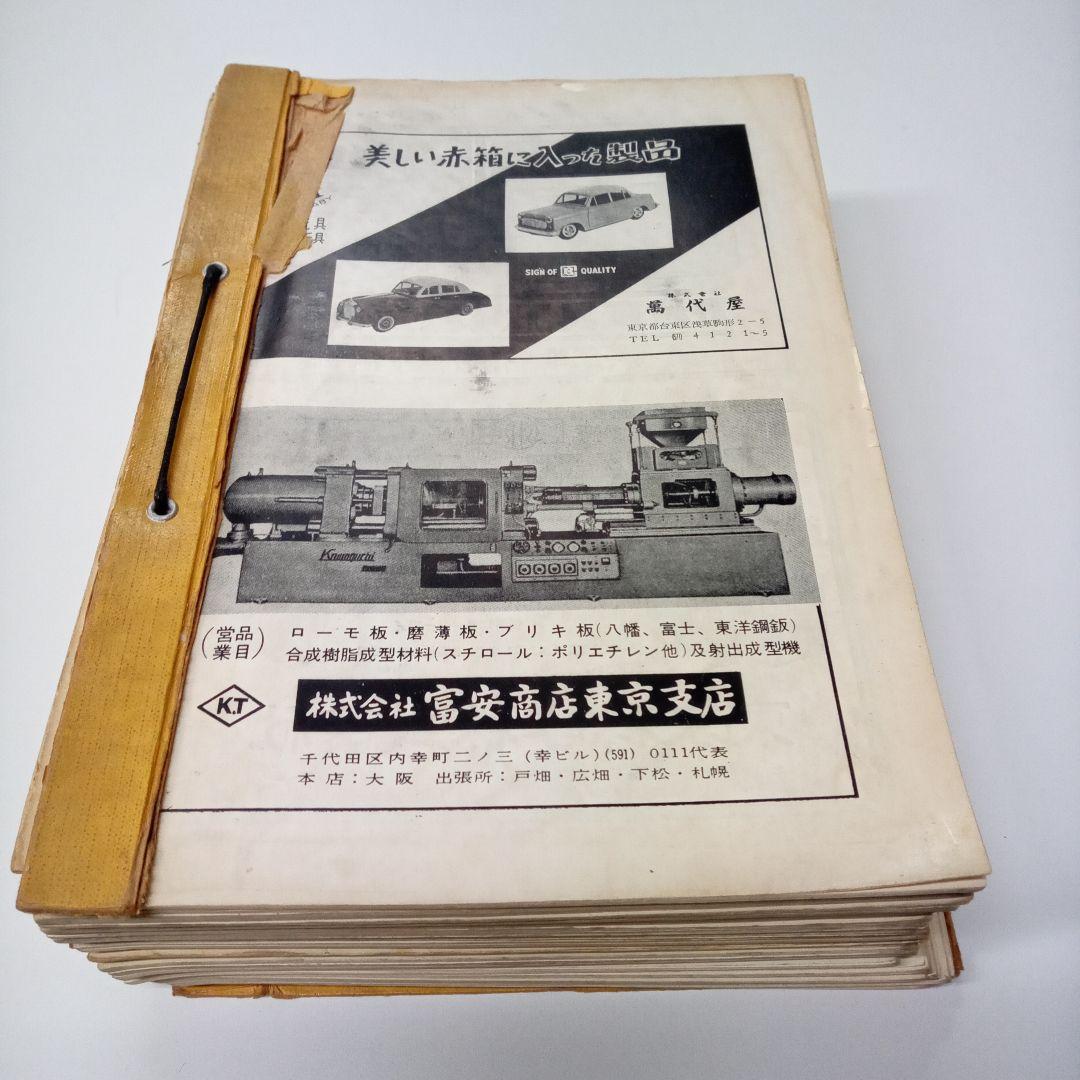 美しい赤箱に入つた製品
具
具
SIGN OF B QUALITY
株式会社
萬代屋
東京都台東区浅草駒形2-5
TEL (871) 4121~5
Kawaguchi
(営業品目) ローモ板・磨薄板・ブリキ板(八幡、富士、東洋鋼鈑)
合成樹脂成型材料(スチロール:ポリエチレン他)及射出成型機
K.T
株式会社 富安商店東京支店
千代田区内幸町二ノ三 (幸ビル) (591) 0111代表
本店:大阪 出張所:戸畑・広畑・下松・札幌